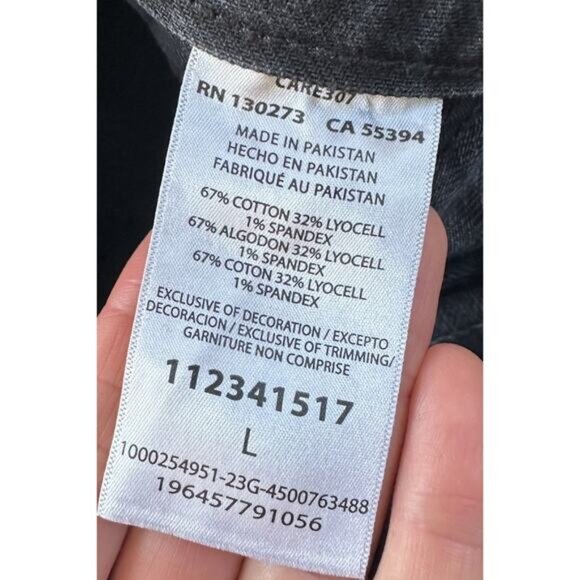 CARE307
RN 130273 CA 55394
MADE IN PAKISTAN
HECHO EN PAKISTAN
FABRIQUÉ AU PAKISTAN
67% COTTON 32% LYOCELL
1% SPANDEX
67% ALGODON 32% LYOCELL
1% SPANDEX
67% COTON 32% LYOCELL
1% SPANDEX
EXCLUSIVE OF DECORATION / EXCEPTO
DECORACION / EXCLUSIVE OF TRIMMING/
GARNITURE NON COMPRISE
112341517
L
1000254951-23G-4500763488
196457791056